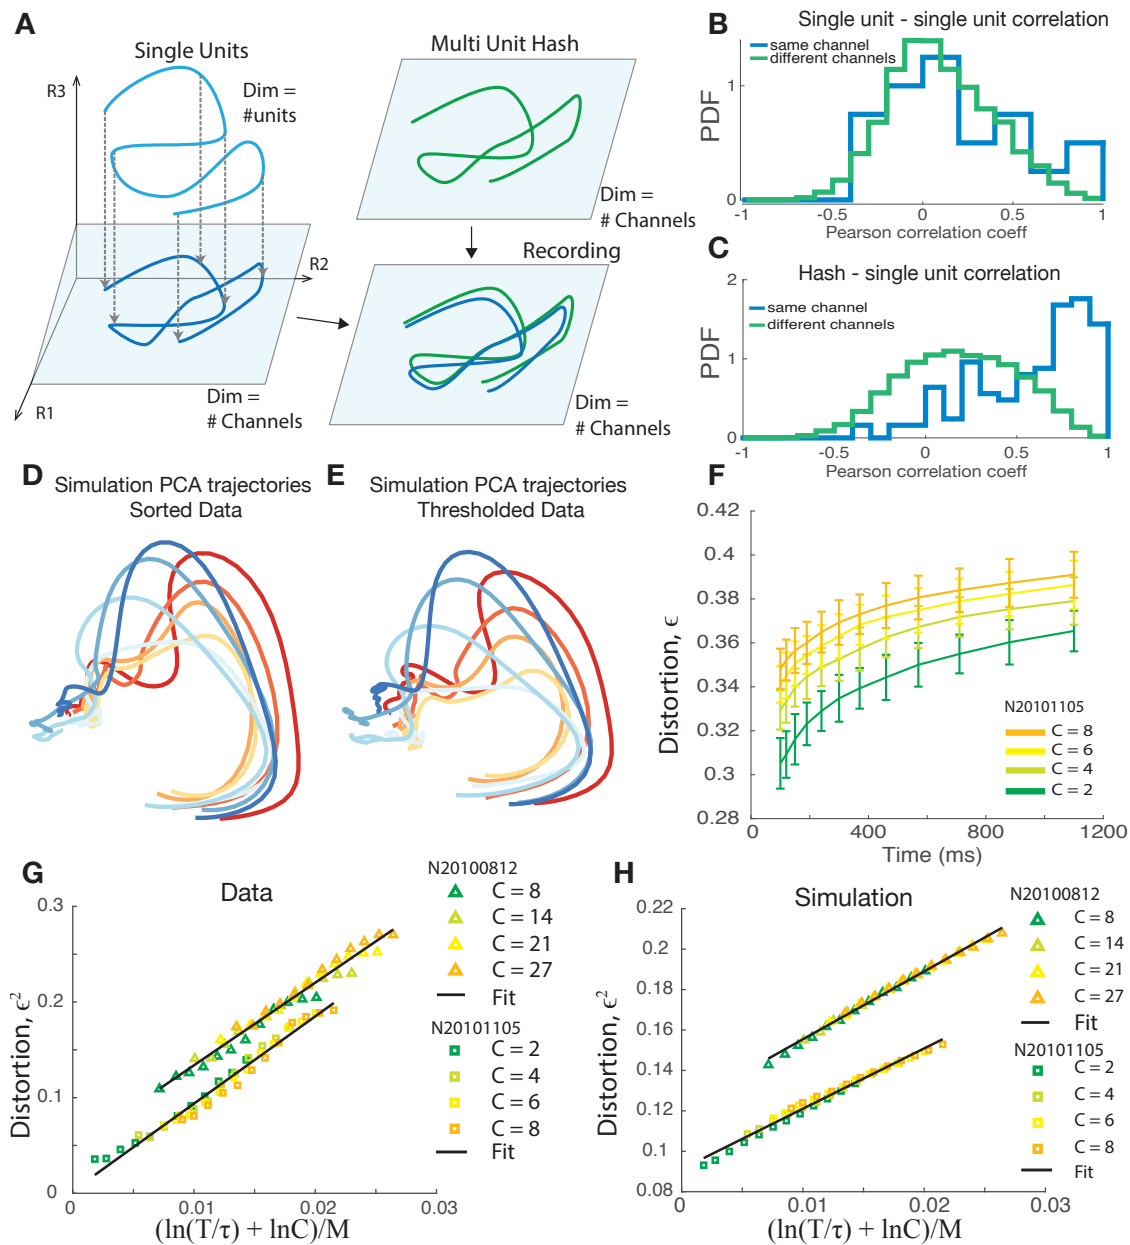 A
Single Units
R3
Dim =
#units
R2
R1
Dim =
# Channels
Multi Unit Hash
Dim =
# Channels
Recording
Dim =
# Channels
B
Single unit - single unit correlation
same channel
different channels
PDF
1
0
-1
-0.5
0
0.5
1
Pearson correlation coeff
C
Hash - single unit correlation
same channel
different channels
PDF
2
1
0
-1
-0.5
0
0.5
1
Pearson correlation coeff
D
Simulation PCA trajectories
Sorted Data
E
Simulation PCA trajectories
Thresholded Data
F
Distortion, ϵ
0.42
0.4
0.38
0.36
0.34
0.32
0.3
0.28
0
400
800
1200
Time (ms)
N20101105
C = 8
C = 6
C = 4
C = 2
G
Data
Distortion, ϵ²
0.3
0.2
0.1
0
0
0.01
0.02
0.03
(ln(T/τ) + lnC)/M
N20100812
C = 8
C = 14
C = 21
C = 27
Fit
N20101105
C = 2
C = 4
C = 6
C = 8
Fit
H
Simulation
Distortion, ϵ²
0.22
0.2
0.18
0.16
0.14
0.12
0.1
0.08
0
0.01
0.02
0.03
(ln(T/τ) + lnC)/M
N20100812
C = 8
C = 14
C = 21
C = 27
Fit
N20101105
C = 2
C = 4
C = 6
C = 8
Fit